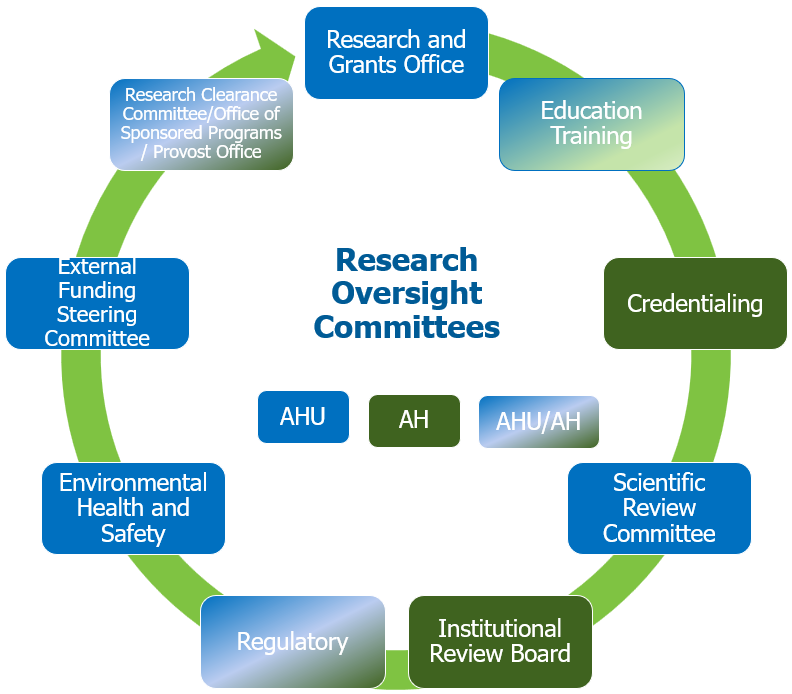 Research and
Grants Office
Education
Training
Credentialing
Scientific
Review
Committee
Institutional
Review Board
Regulatory
Environmental
Health and
Safety
External
Funding
Steering
Committee
Research Clearance
Committee/Office of
Sponsored Programs
/ Provost Office
Research
Oversight
Committees
AHU
AH
AHU/AH